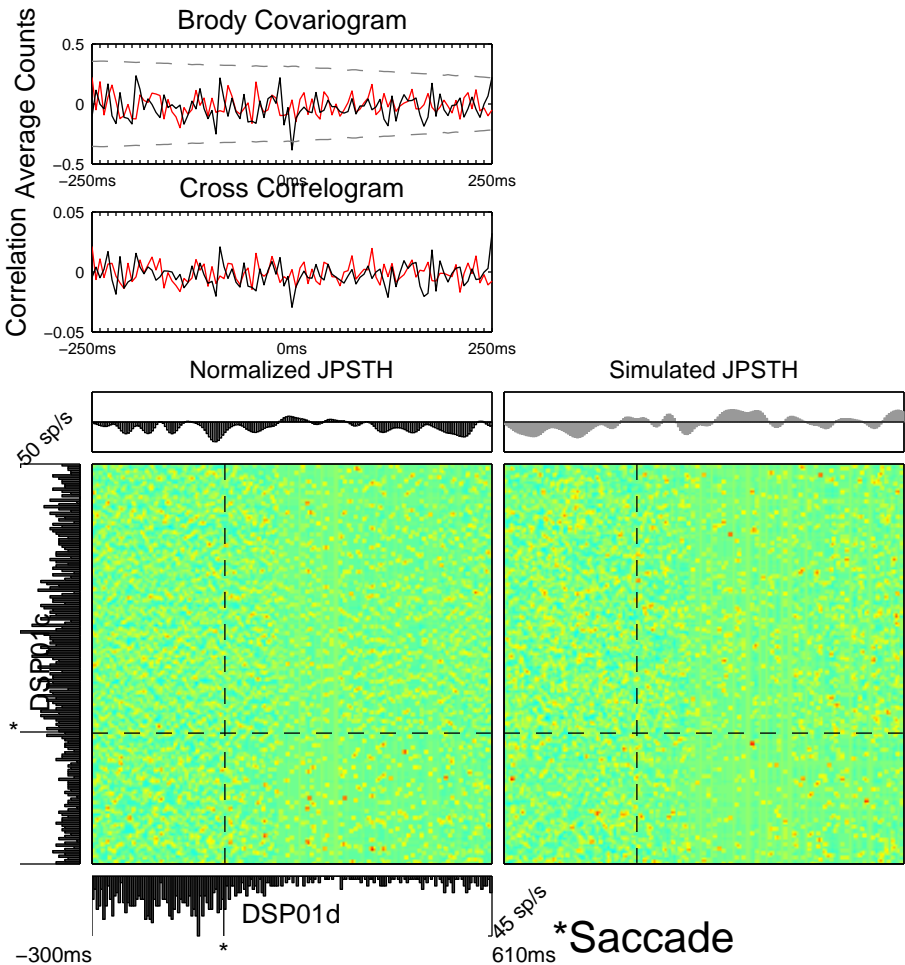 Brody Covariogram
Average Counts
0.5
0
−0.5
−250ms
0ms
250ms
Cross Correlogram
Correlation
0.05
0
−0.05
−250ms
0ms
250ms
Normalized JPSTH
Simulated JPSTH
50 sp/s
DSP01c
*
DSP01d
45 sp/s
*
−300ms
610ms
*Saccade